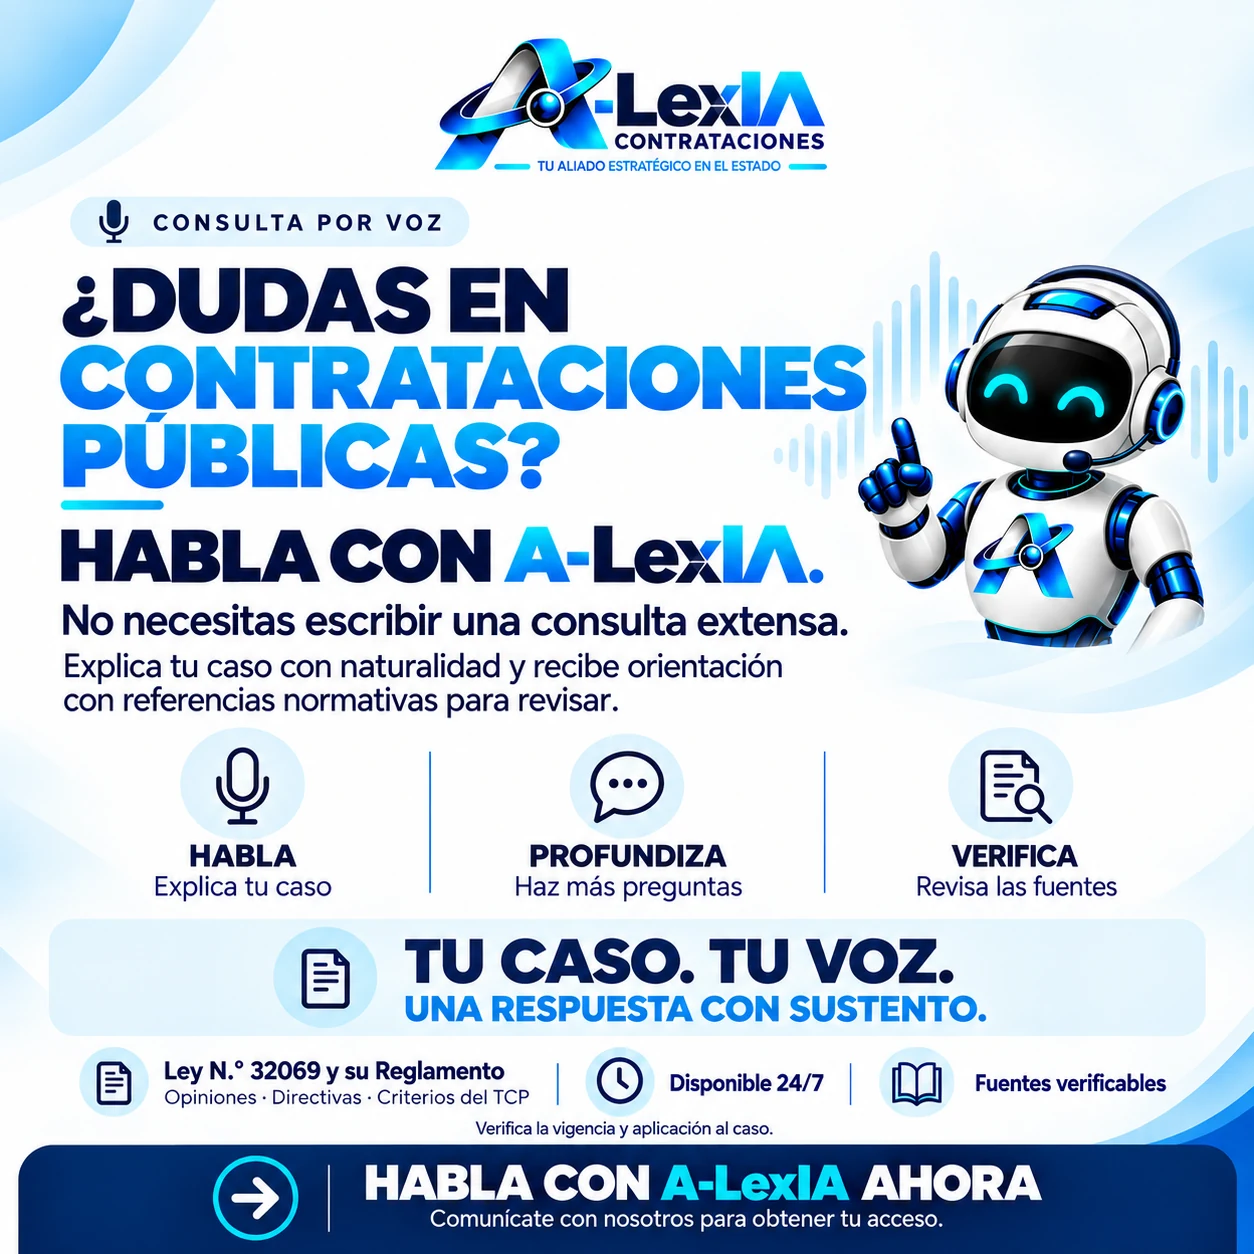 A-LexIA
CONTRATACIONES
TU ALIADO ESTRATÉGICO EN EL ESTADO
CONSULTA POR VOZ
¿DUDAS EN
CONTRATACIONES
PÚBLICAS?
HABLA CON A-LexIA.
No necesitas escribir una consulta extensa.
Explica tu caso con naturalidad y recibe orientación
con referencias normativas para revisar.
HABLA
Explica tu caso
PROFUNDIZA
Haz más preguntas
VERIFICA
Revisa las fuentes
TU CASO. TU VOZ.
UNA RESPUESTA CON SUSTENTO.
Ley N.° 32069 y su Reglamento
Opiniones · Directivas · Criterios del TCP
Disponible 24/7
Fuentes verificables
Verifica la vigencia y aplicación al caso.
HABLA CON A-LexIA AHORA
Comunícate con nosotros para obtener tu acceso.